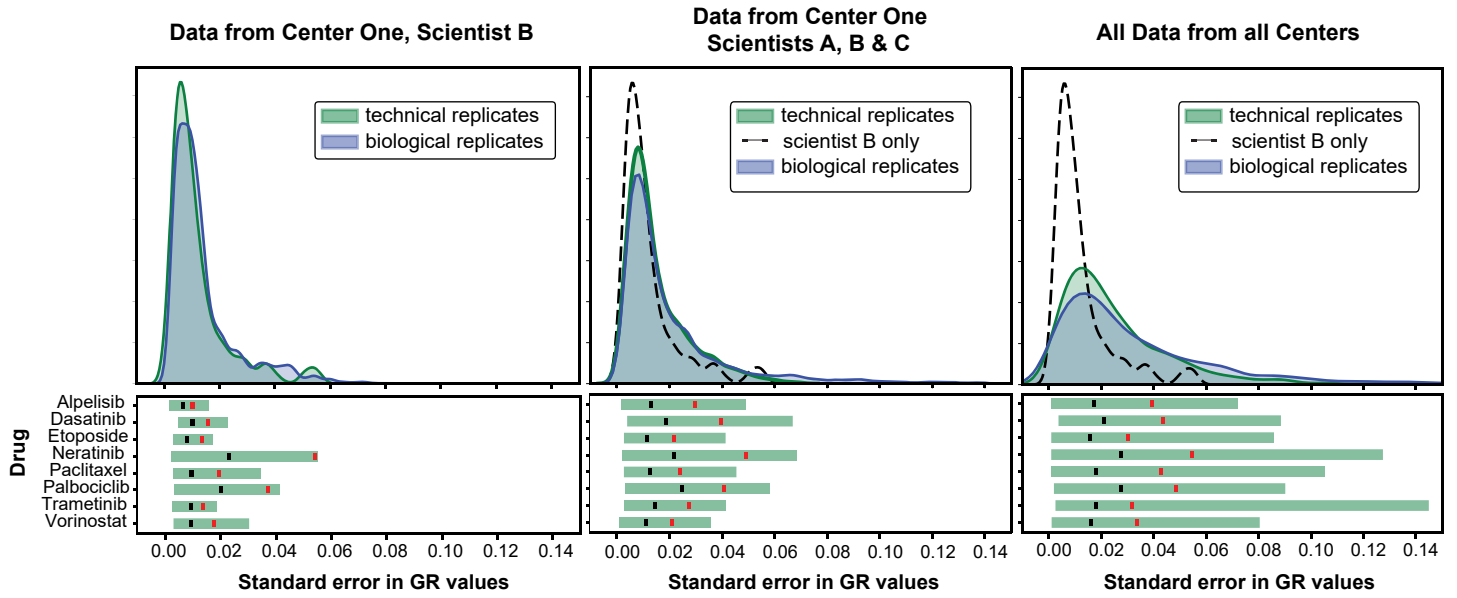 Data from Center One, Scientist B
technical replicates
biological replicates
Data from Center One
Scientists A, B & C
technical replicates
scientist B only
biological replicates
All Data from all Centers
technical replicates
scientist B only
biological replicates
Drug
Alpelisib
Dasatinib
Etoposide
Neratinib
Paclitaxel
Palbociclib
Trametinib
Vorinostat
0.00 0.02 0.04 0.06 0.08 0.10 0.12 0.14
Standard error in GR values
0.00 0.02 0.04 0.06 0.08 0.10 0.12 0.14
Standard error in GR values
0.00 0.02 0.04 0.06 0.08 0.10 0.12 0.14
Standard error in GR values